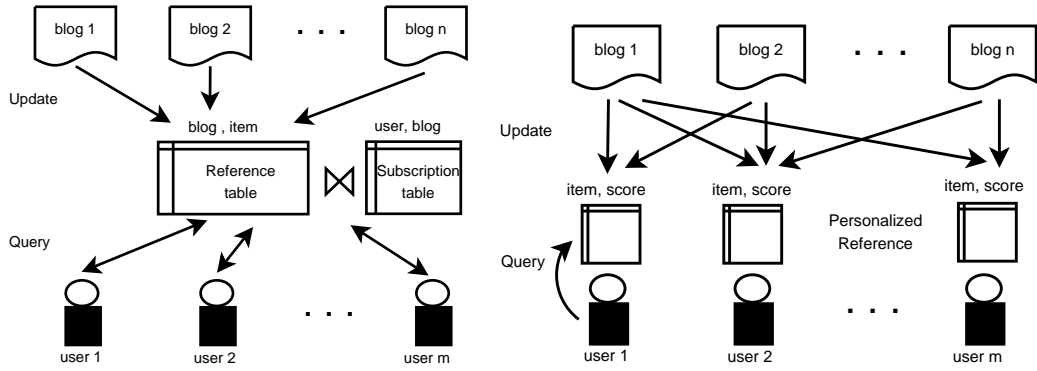 blog 1
blog 2
. . .
blog n
Update
blog , item
user, blog
Reference
table
Subscription
table
Query
. . .
user 1
user 2
user m
blog 1
blog 2
. . .
blog n
Update
item, score
item, score
item, score
Personalized
Reference
Query
. . .
user 1
user 2
user m